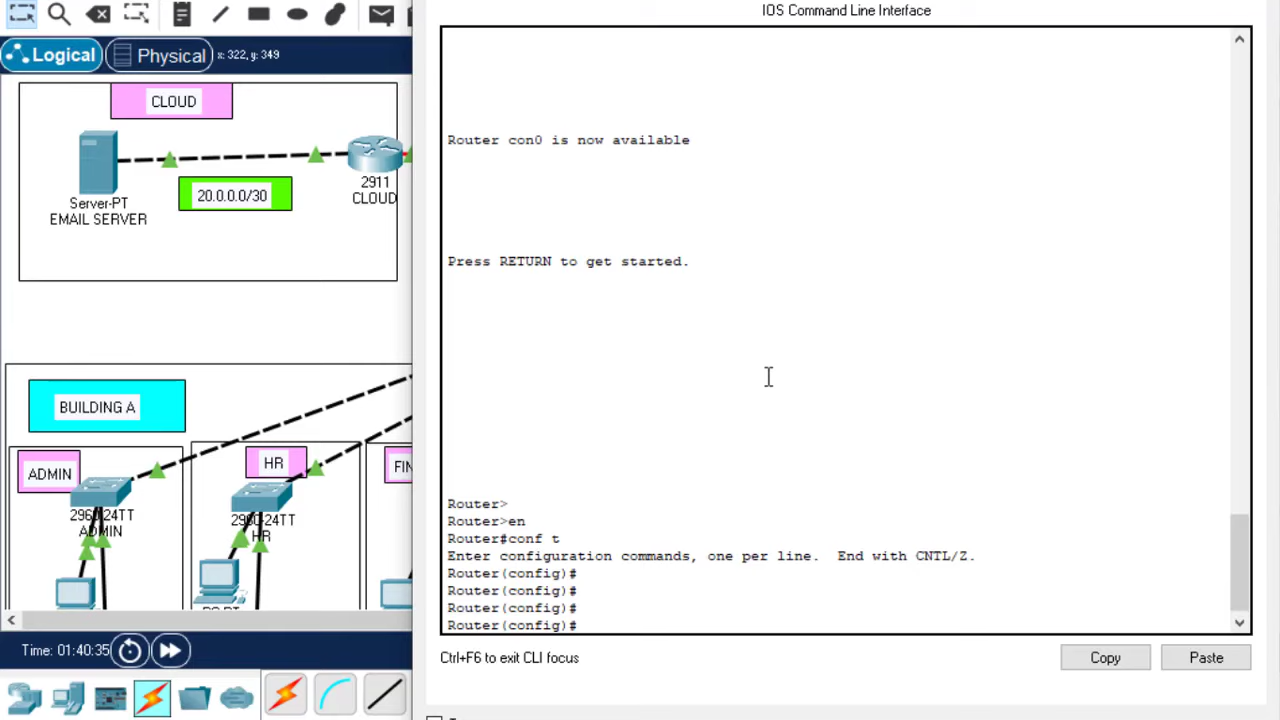 IOS Command Line Interface
Logical
Physical
x: 322, y: 349
CLOUD
20.0.0.0/30
Server-PT
EMAIL SERVER
2911
CLOUD
BUILDING A
ADMIN
2960-24TT
ADMIN
HR
2960-24TT
HR
FIN
Time: 01:40:35
Router con0 is now available
Press RETURN to get started.
Router>
Router>en
Router#conf t
Enter configuration commands, one per line.  End with CNTL/Z.
Router(config)#
Router(config)#
Router(config)#
Router(config)#
Ctrl+F6 to exit CLI focus
Copy
Paste